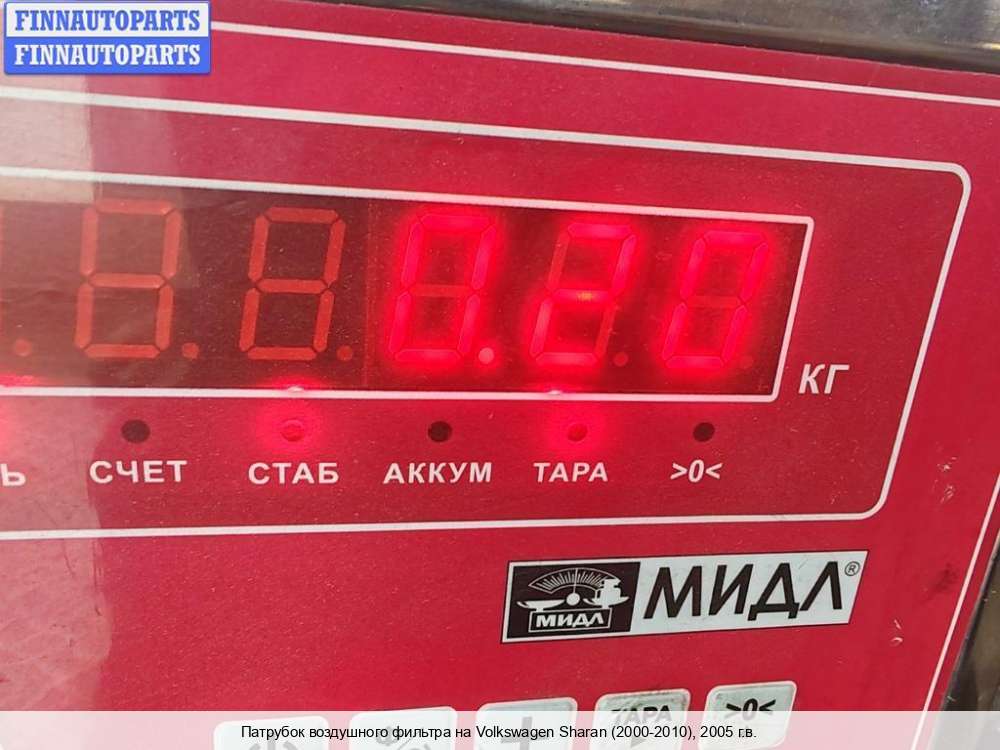 FINNAUTOPARTS
FINNAUTOPARTS
0.20
КГ
Ь СЧЕТ СТАБ АККУМ ТАРА >0<
МИДЛ МИДЛ®
ТАРА >0<
Патрубок воздушного фильтра на Volkswagen Sharan (2000-2010), 2005 г.в.